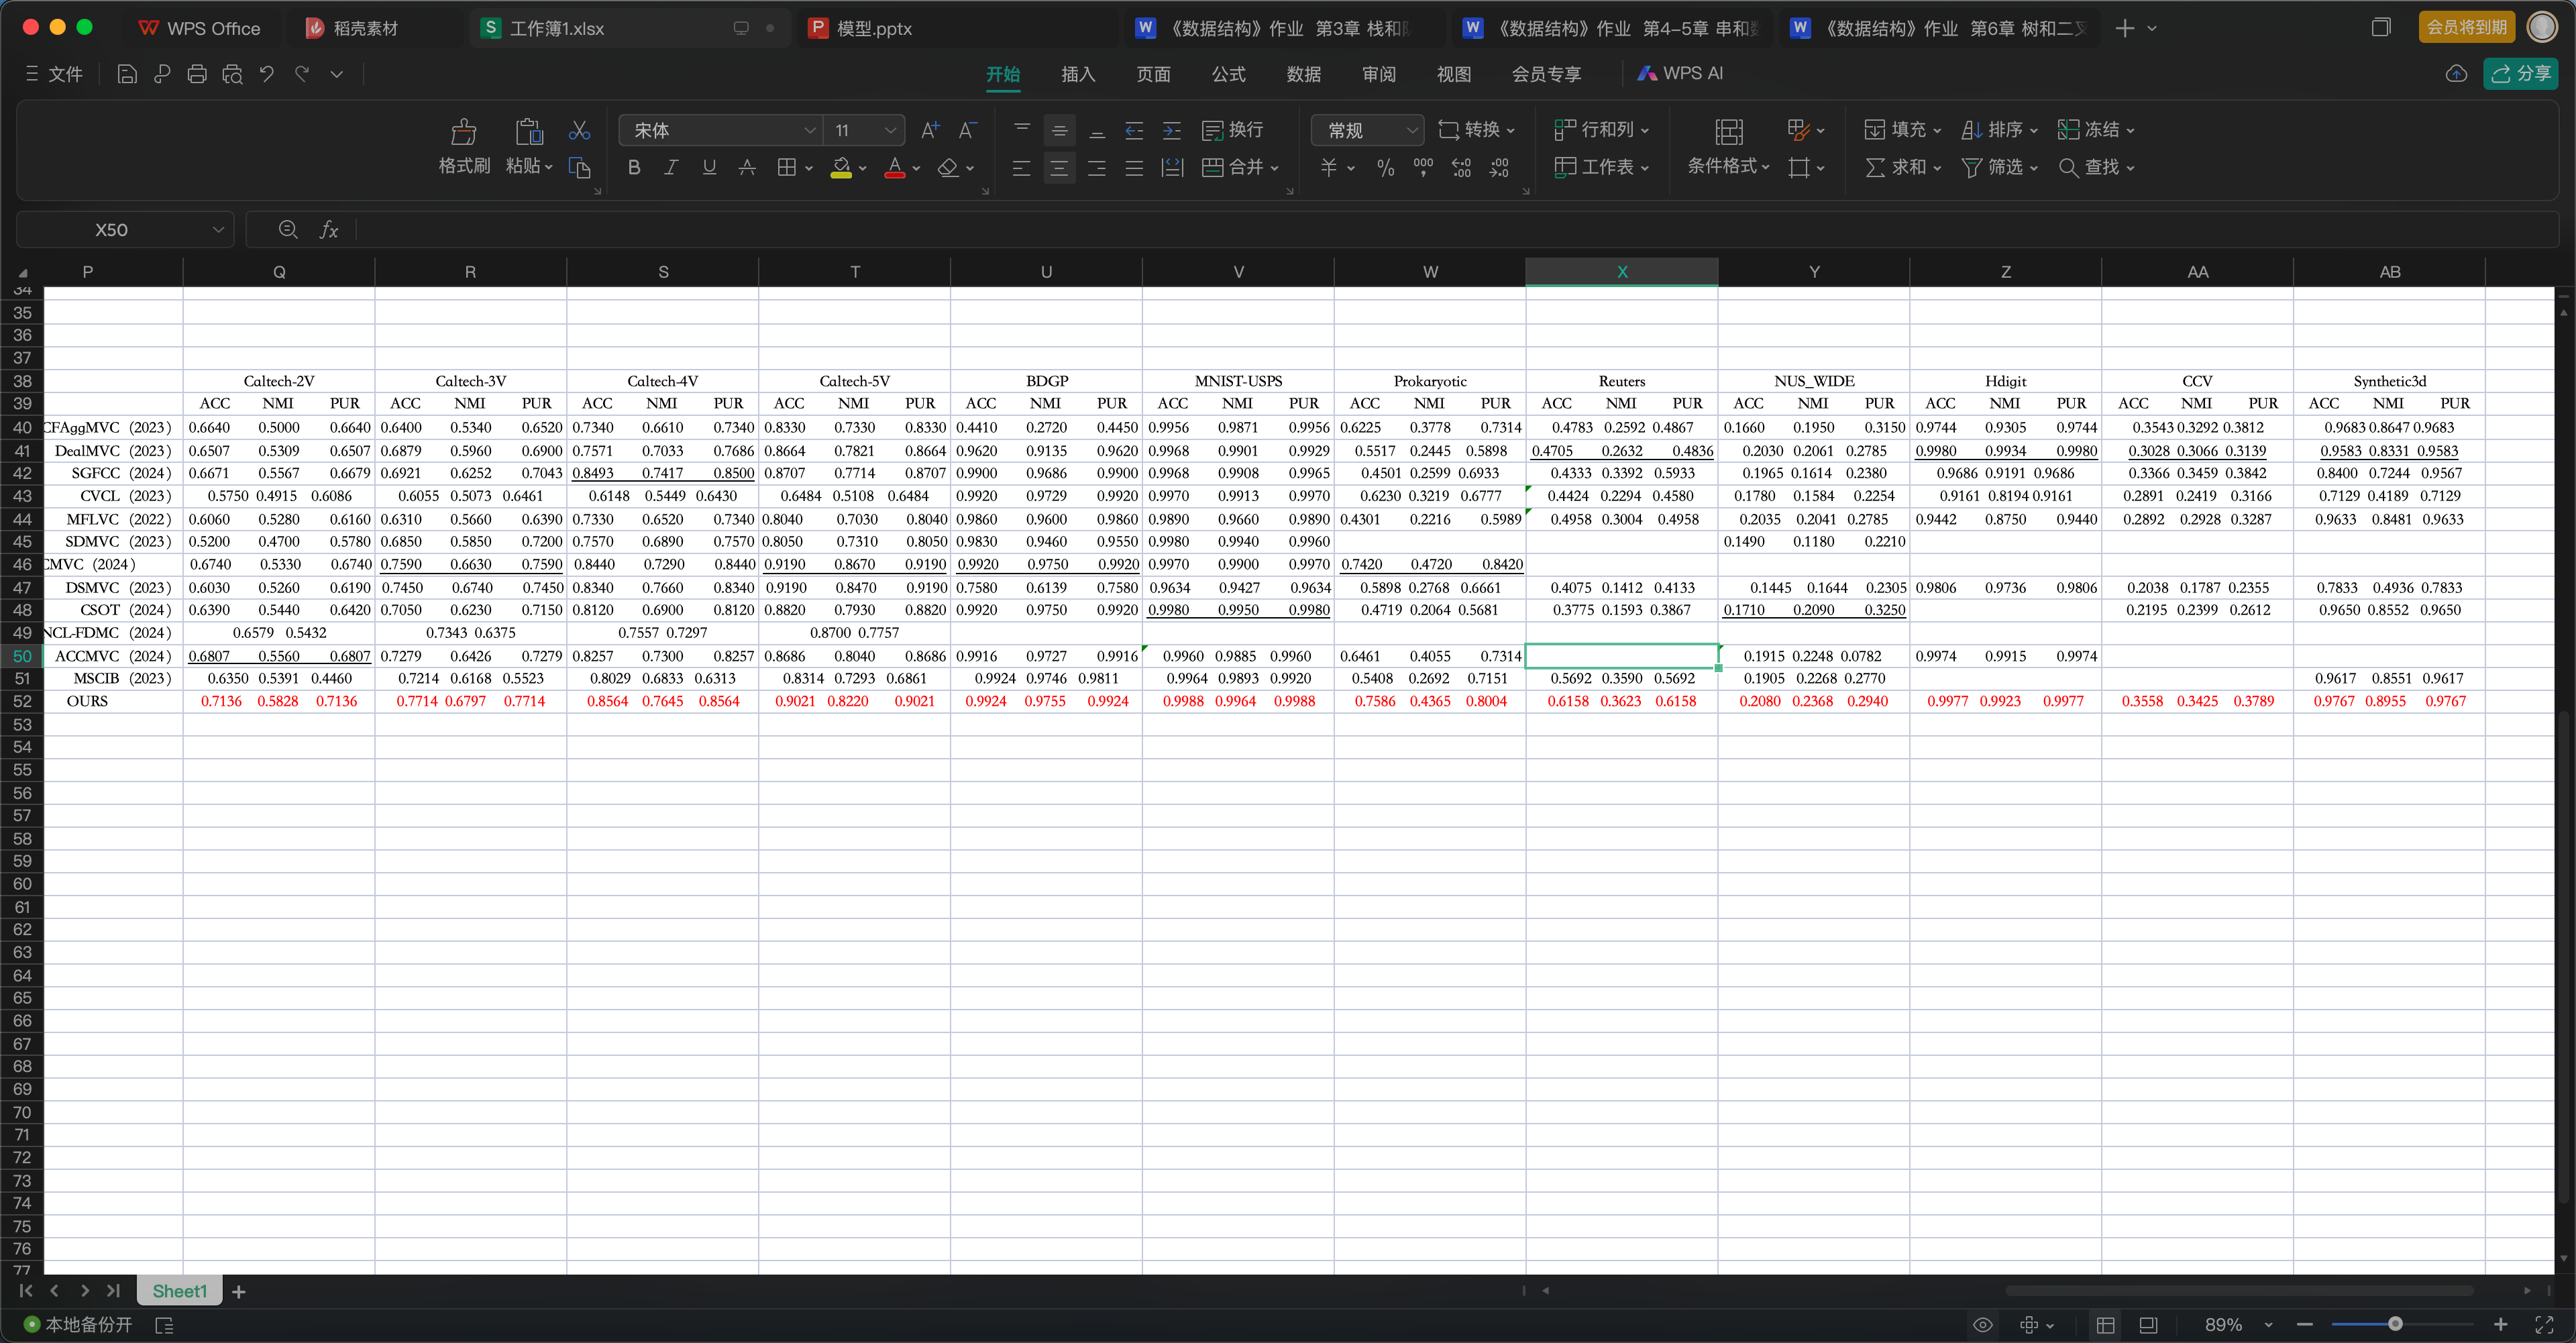 WPS Office 稻壳素材 工作簿1.xlsx 模型.pptx 《数据结构》作业 第3章 栈和 《数据结构》作业 第4-5章 串和 《数据结构》作业 第6章 树和二 会员将到期
文件 开始 插入 页面 公式 数据 审阅 视图 会员专享 WPS AI 分享
宋体 11 A+ A- 换行 常规 转换 行和列 填充 排序 冻结
格式刷 粘贴 B I U A 合并 ¥ % 工作表 条件格式 求和 筛选 查找
X50 fx
P Q R S T U V W X Y Z AA AB
34
35
36
37
38 Caltech-2V Caltech-3V Caltech-4V Caltech-5V BDGP MNIST-USPS Prokaryotic Reuters NUS_WIDE Hdigit CCV Synthetic3d
39 ACC NMI PUR ACC NMI PUR ACC NMI PUR ACC NMI PUR ACC NMI PUR ACC NMI PUR ACC NMI PUR ACC NMI PUR ACC NMI PUR ACC NMI PUR ACC NMI PUR ACC NMI PUR
40 CFAggMVC (2023) 0.6640 0.5000 0.6640 0.6400 0.5340 0.6520 0.7340 0.6610 0.7340 0.8330 0.7330 0.8330 0.4410 0.2720 0.4450 0.9956 0.9871 0.9956 0.6225 0.3778 0.7314 0.4783 0.2592 0.4867 0.1660 0.1950 0.3150 0.9744 0.9305 0.9744 0.3543 0.3292 0.3812 0.9683 0.8647 0.9683
41 DealMVC (2023) 0.6507 0.5309 0.6507 0.6879 0.5960 0.6900 0.7571 0.7033 0.7686 0.8664 0.7821 0.8664 0.9620 0.9135 0.9620 0.9968 0.9901 0.9929 0.5517 0.2445 0.5898 0.4705 0.2632 0.4836 0.2030 0.2061 0.2785 0.9980 0.9934 0.9980 0.3028 0.3066 0.3139 0.9583 0.8331 0.9583
42 SGFCC (2024) 0.6671 0.5567 0.6679 0.6921 0.6252 0.7043 0.8493 0.7417 0.8500 0.8707 0.7714 0.8707 0.9900 0.9686 0.9900 0.9968 0.9908 0.9965 0.4501 0.2599 0.6933 0.4333 0.3392 0.5933 0.1965 0.1614 0.2380 0.9686 0.9191 0.9686 0.3366 0.3459 0.3842 0.8400 0.7244 0.9567
43 CVCL (2023) 0.5750 0.4915 0.6086 0.6055 0.5073 0.6461 0.6148 0.5449 0.6430 0.6484 0.5108 0.6484 0.9920 0.9729 0.9920 0.9970 0.9913 0.9970 0.6230 0.3219 0.6777 0.4424 0.2294 0.4580 0.1780 0.1584 0.2254 0.9161 0.8194 0.9161 0.2891 0.2419 0.3166 0.7129 0.4189 0.7129
44 MFLVC (2022) 0.6060 0.5280 0.6160 0.6310 0.5660 0.6390 0.7330 0.6520 0.7340 0.8040 0.7030 0.8040 0.9860 0.9600 0.9860 0.9890 0.9660 0.9890 0.4301 0.2216 0.5989 0.4958 0.3004 0.4958 0.2035 0.2041 0.2785 0.9442 0.8750 0.9440 0.2892 0.2928 0.3287 0.9633 0.8481 0.9633
45 SDMVC (2023) 0.5200 0.4700 0.5780 0.6850 0.5850 0.7200 0.7570 0.6890 0.7570 0.8050 0.7310 0.8050 0.9830 0.9460 0.9550 0.9980 0.9940 0.9960 0.1490 0.1180 0.2210
46 CMVC (2024) 0.6740 0.5330 0.6740 0.7590 0.6630 0.7590 0.8440 0.7290 0.8440 0.9190 0.8670 0.9190 0.9920 0.9750 0.9920 0.9970 0.9900 0.9970 0.7420 0.4720 0.8420
47 DSMVC (2023) 0.6030 0.5260 0.6190 0.7450 0.6740 0.7450 0.8340 0.7660 0.8340 0.9190 0.8470 0.9190 0.7580 0.6139 0.7580 0.9634 0.9427 0.9634 0.5898 0.2768 0.6661 0.4075 0.1412 0.4133 0.1445 0.1644 0.2305 0.9806 0.9736 0.9806 0.2038 0.1787 0.2355 0.7833 0.4936 0.7833
48 CSOT (2024) 0.6390 0.5440 0.6420 0.7050 0.6230 0.7150 0.8120 0.6900 0.8120 0.8820 0.7930 0.8820 0.9920 0.9750 0.9920 0.9980 0.9950 0.9980 0.4719 0.2064 0.5681 0.3775 0.1593 0.3867 0.1710 0.2090 0.3250 0.2195 0.2399 0.2612 0.9650 0.8552 0.9650
49 NCL-FDMC (2024) 0.6579 0.5432 0.7343 0.6375 0.7557 0.7297 0.8700 0.7757
50 ACCMVC (2024) 0.6807 0.5560 0.6807 0.7279 0.6426 0.7279 0.8257 0.7300 0.8257 0.8686 0.8040 0.8686 0.9916 0.9727 0.9916 0.9960 0.9885 0.9960 0.6461 0.4055 0.7314 0.1915 0.2248 0.0782 0.9974 0.9915 0.9974
51 MSCIB (2023) 0.6350 0.5391 0.4460 0.7214 0.6168 0.5523 0.8029 0.6833 0.6313 0.8314 0.7293 0.6861 0.9924 0.9746 0.9811 0.9964 0.9893 0.9920 0.5408 0.2692 0.7151 0.5692 0.3590 0.5692 0.1905 0.2268 0.2770 0.9617 0.8551 0.9617
52 OURS 0.7136 0.5828 0.7136 0.7714 0.6797 0.7714 0.8564 0.7645 0.8564 0.9021 0.8220 0.9021 0.9924 0.9755 0.9924 0.9988 0.9964 0.9988 0.7586 0.4365 0.8004 0.6158 0.3623 0.6158 0.2080 0.2368 0.2940 0.9977 0.9923 0.9977 0.3558 0.3425 0.3789 0.9767 0.8955 0.9767
53
54
55
56
57
58
59
60
61
62
63
64
65
66
67
68
69
70
71
72
73
74
75
76
77
Sheet1
本地备份开 89%